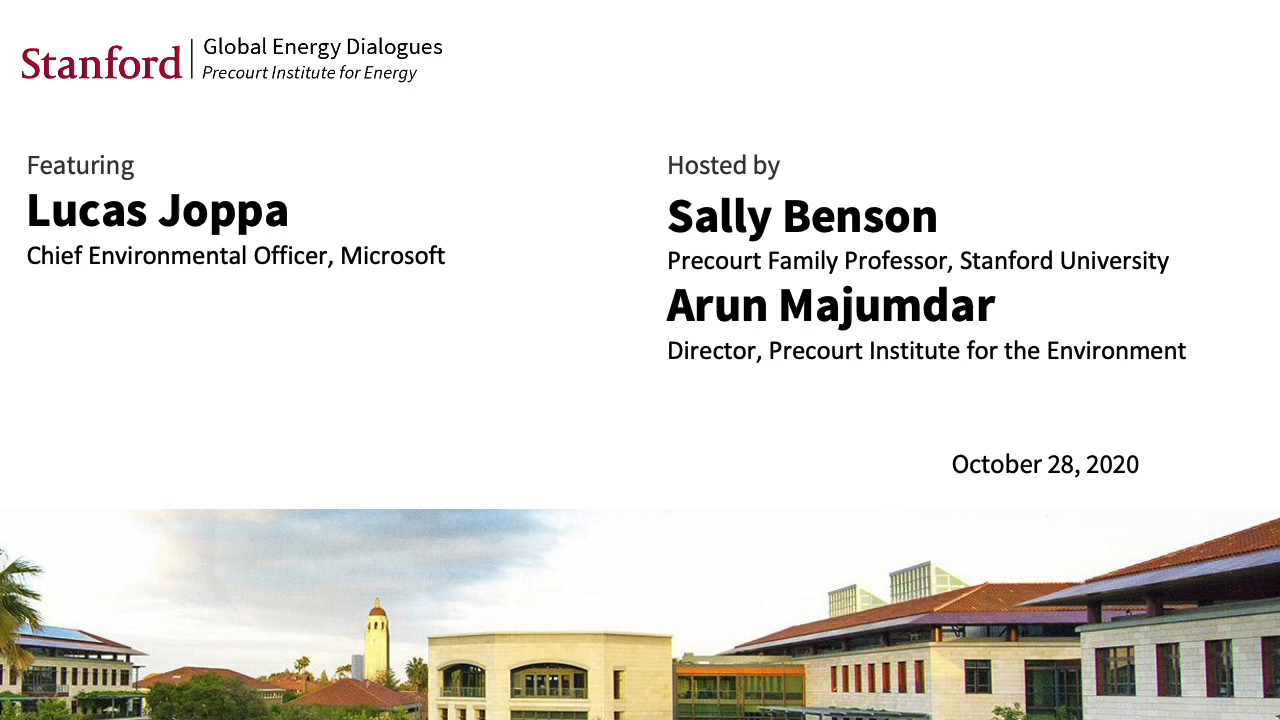 Stanford
Global Energy Dialogues
Precourt Institute for Energy
Featuring
Lucas Joppa
Chief Environmental Officer, Microsoft
Hosted by
Sally Benson
Precourt Family Professor, Stanford University
Arun Majumdar
Director, Precourt Institute for the Environment
October 28, 2020